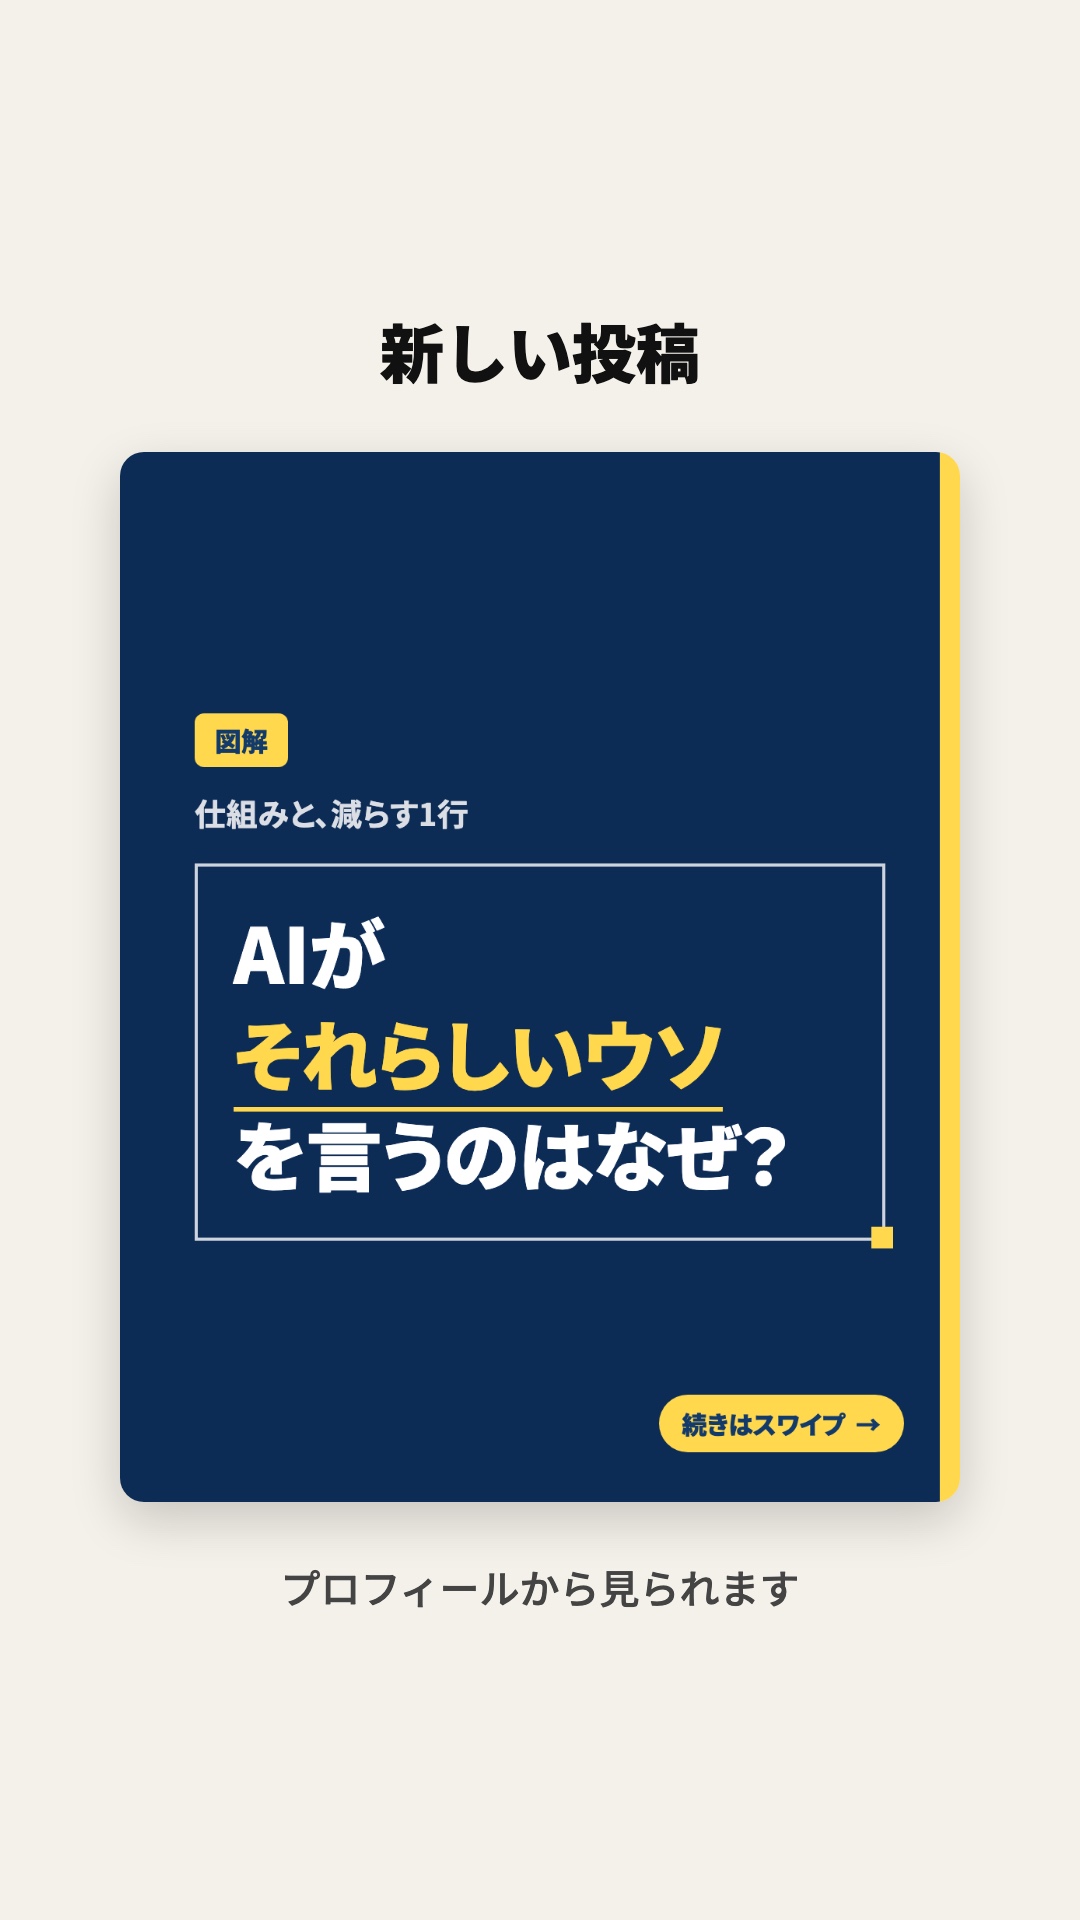 新しい投稿
図解
仕組みと、減らす1行
AIが
それらしいウソ
を言うのはなぜ？
続きはスワイプ →
プロフィールから見られます